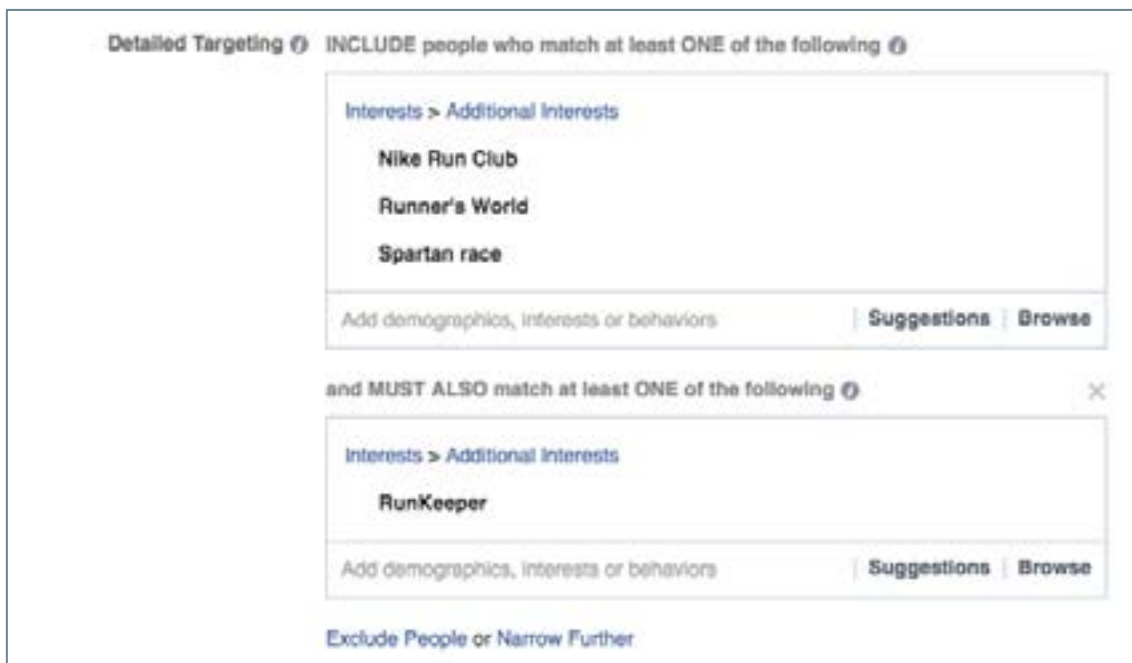 Detailed Targeting INCLUDE people who match at least ONE of the following
Interests > Additional Interests
Nike Run Club
Runner's World
Spartan race
Add demographics, interests or behaviors | Suggestions | Browse
and MUST ALSO match at least ONE of the following
Interests > Additional Interests
RunKeeper
Add demographics, interests or behaviors | Suggestions | Browse
Exclude People or Narrow Further